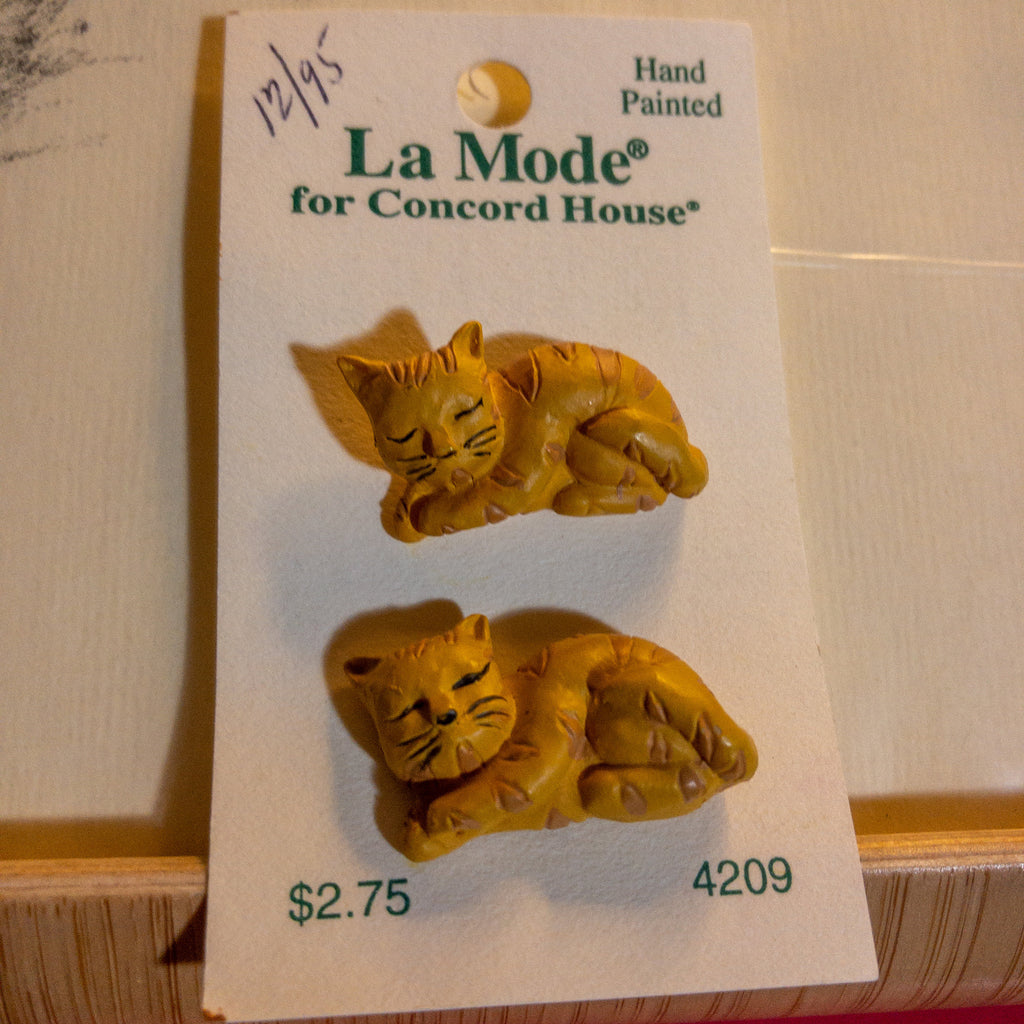 12/95
Hand
Painted
La Mode®
for Concord House®
$2.75
4209